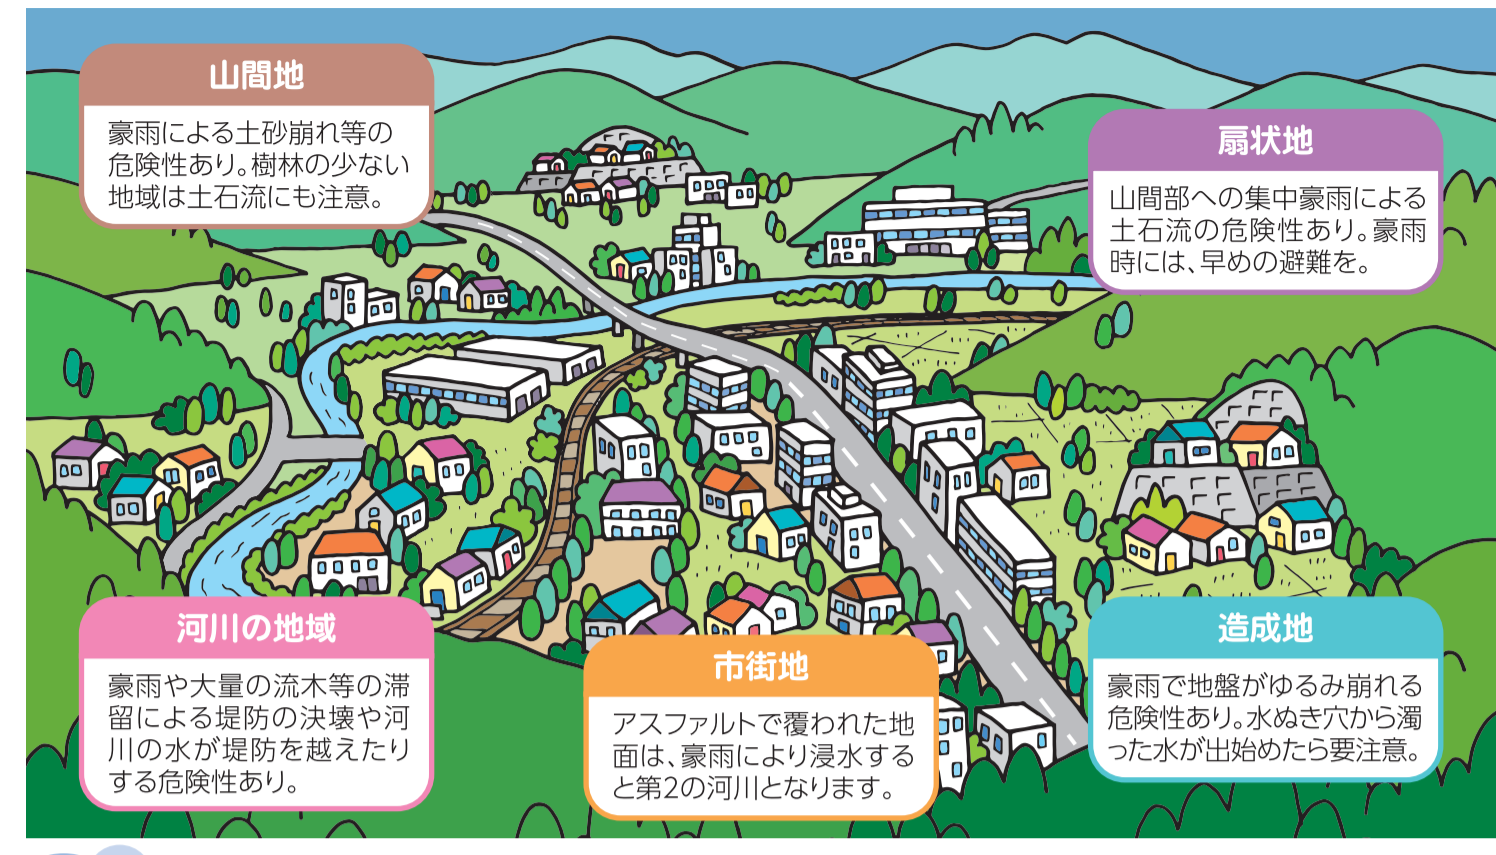 山間地
豪雨による土砂崩れ等の
危険性あり。樹林の少ない
地域は土石流にも注意。
扇状地
山間部への集中豪雨による
土石流の危険性あり。豪雨
時には、早めの避難を。
河川の地域
豪雨や大量の流木等の滞
留による堤防の決壊や河
川の水が堤防を越えたり
する危険性あり。
市街地
アスファルトで覆われた地
面は、豪雨により浸水する
と第2の河川となります。
造成地
豪雨で地盤がゆるみ崩れる
危険性あり。水ぬき穴から濁
った水が出始めたら要注意。